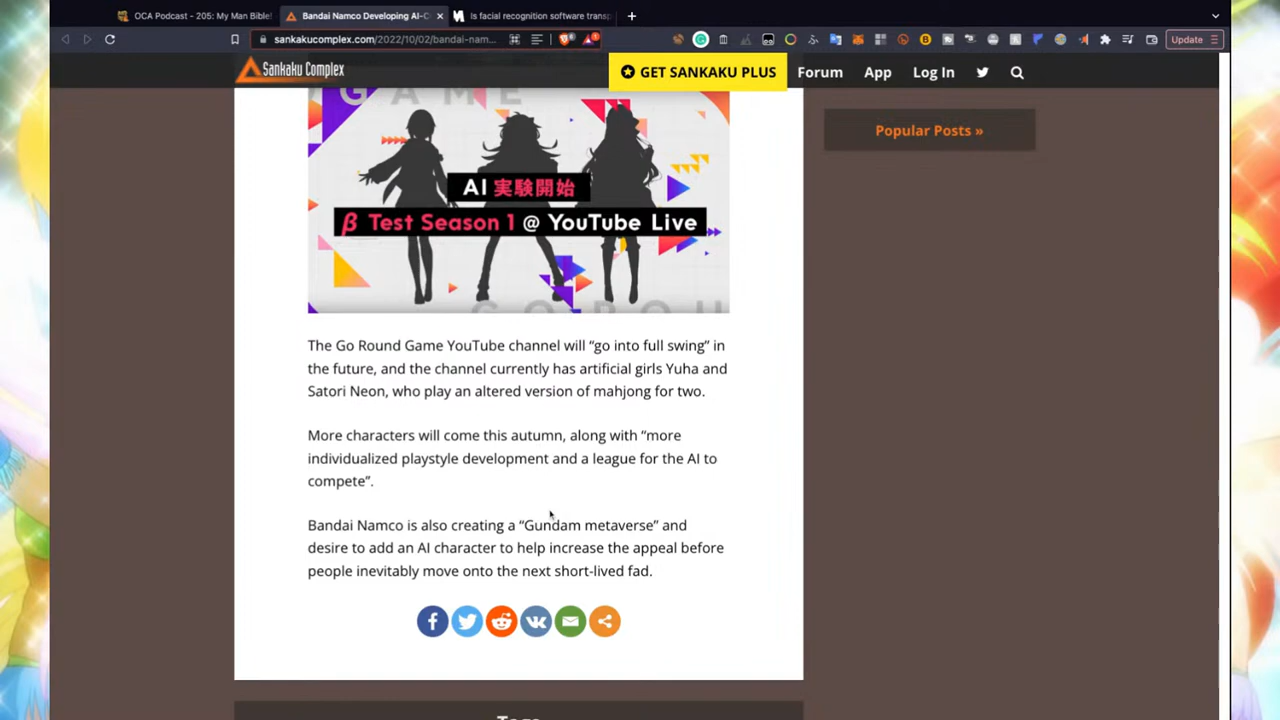 OCA Podcast - 205: My Man Bible!
Bandai Namco Developing AI-C
Is facial recognition software transp
sankakucomplex.com/2022/10/02/bandai-nam...
Update
Sankaku Complex
GET SANKAKU PLUS
Forum
App
Log In
GAME
AI 実験開始
β Test Season 1 @ YouTube Live
Popular Posts »
The Go Round Game YouTube channel will “go into full swing” in
the future, and the channel currently has artificial girls Yuha and
Satori Neon, who play an altered version of mahjong for two.
More characters will come this autumn, along with “more
individualized playstyle development and a league for the AI to
compete”.
Bandai Namco is also creating a “Gundam metaverse” and
desire to add an AI character to help increase the appeal before
people inevitably move onto the next short-lived fad.
Tags